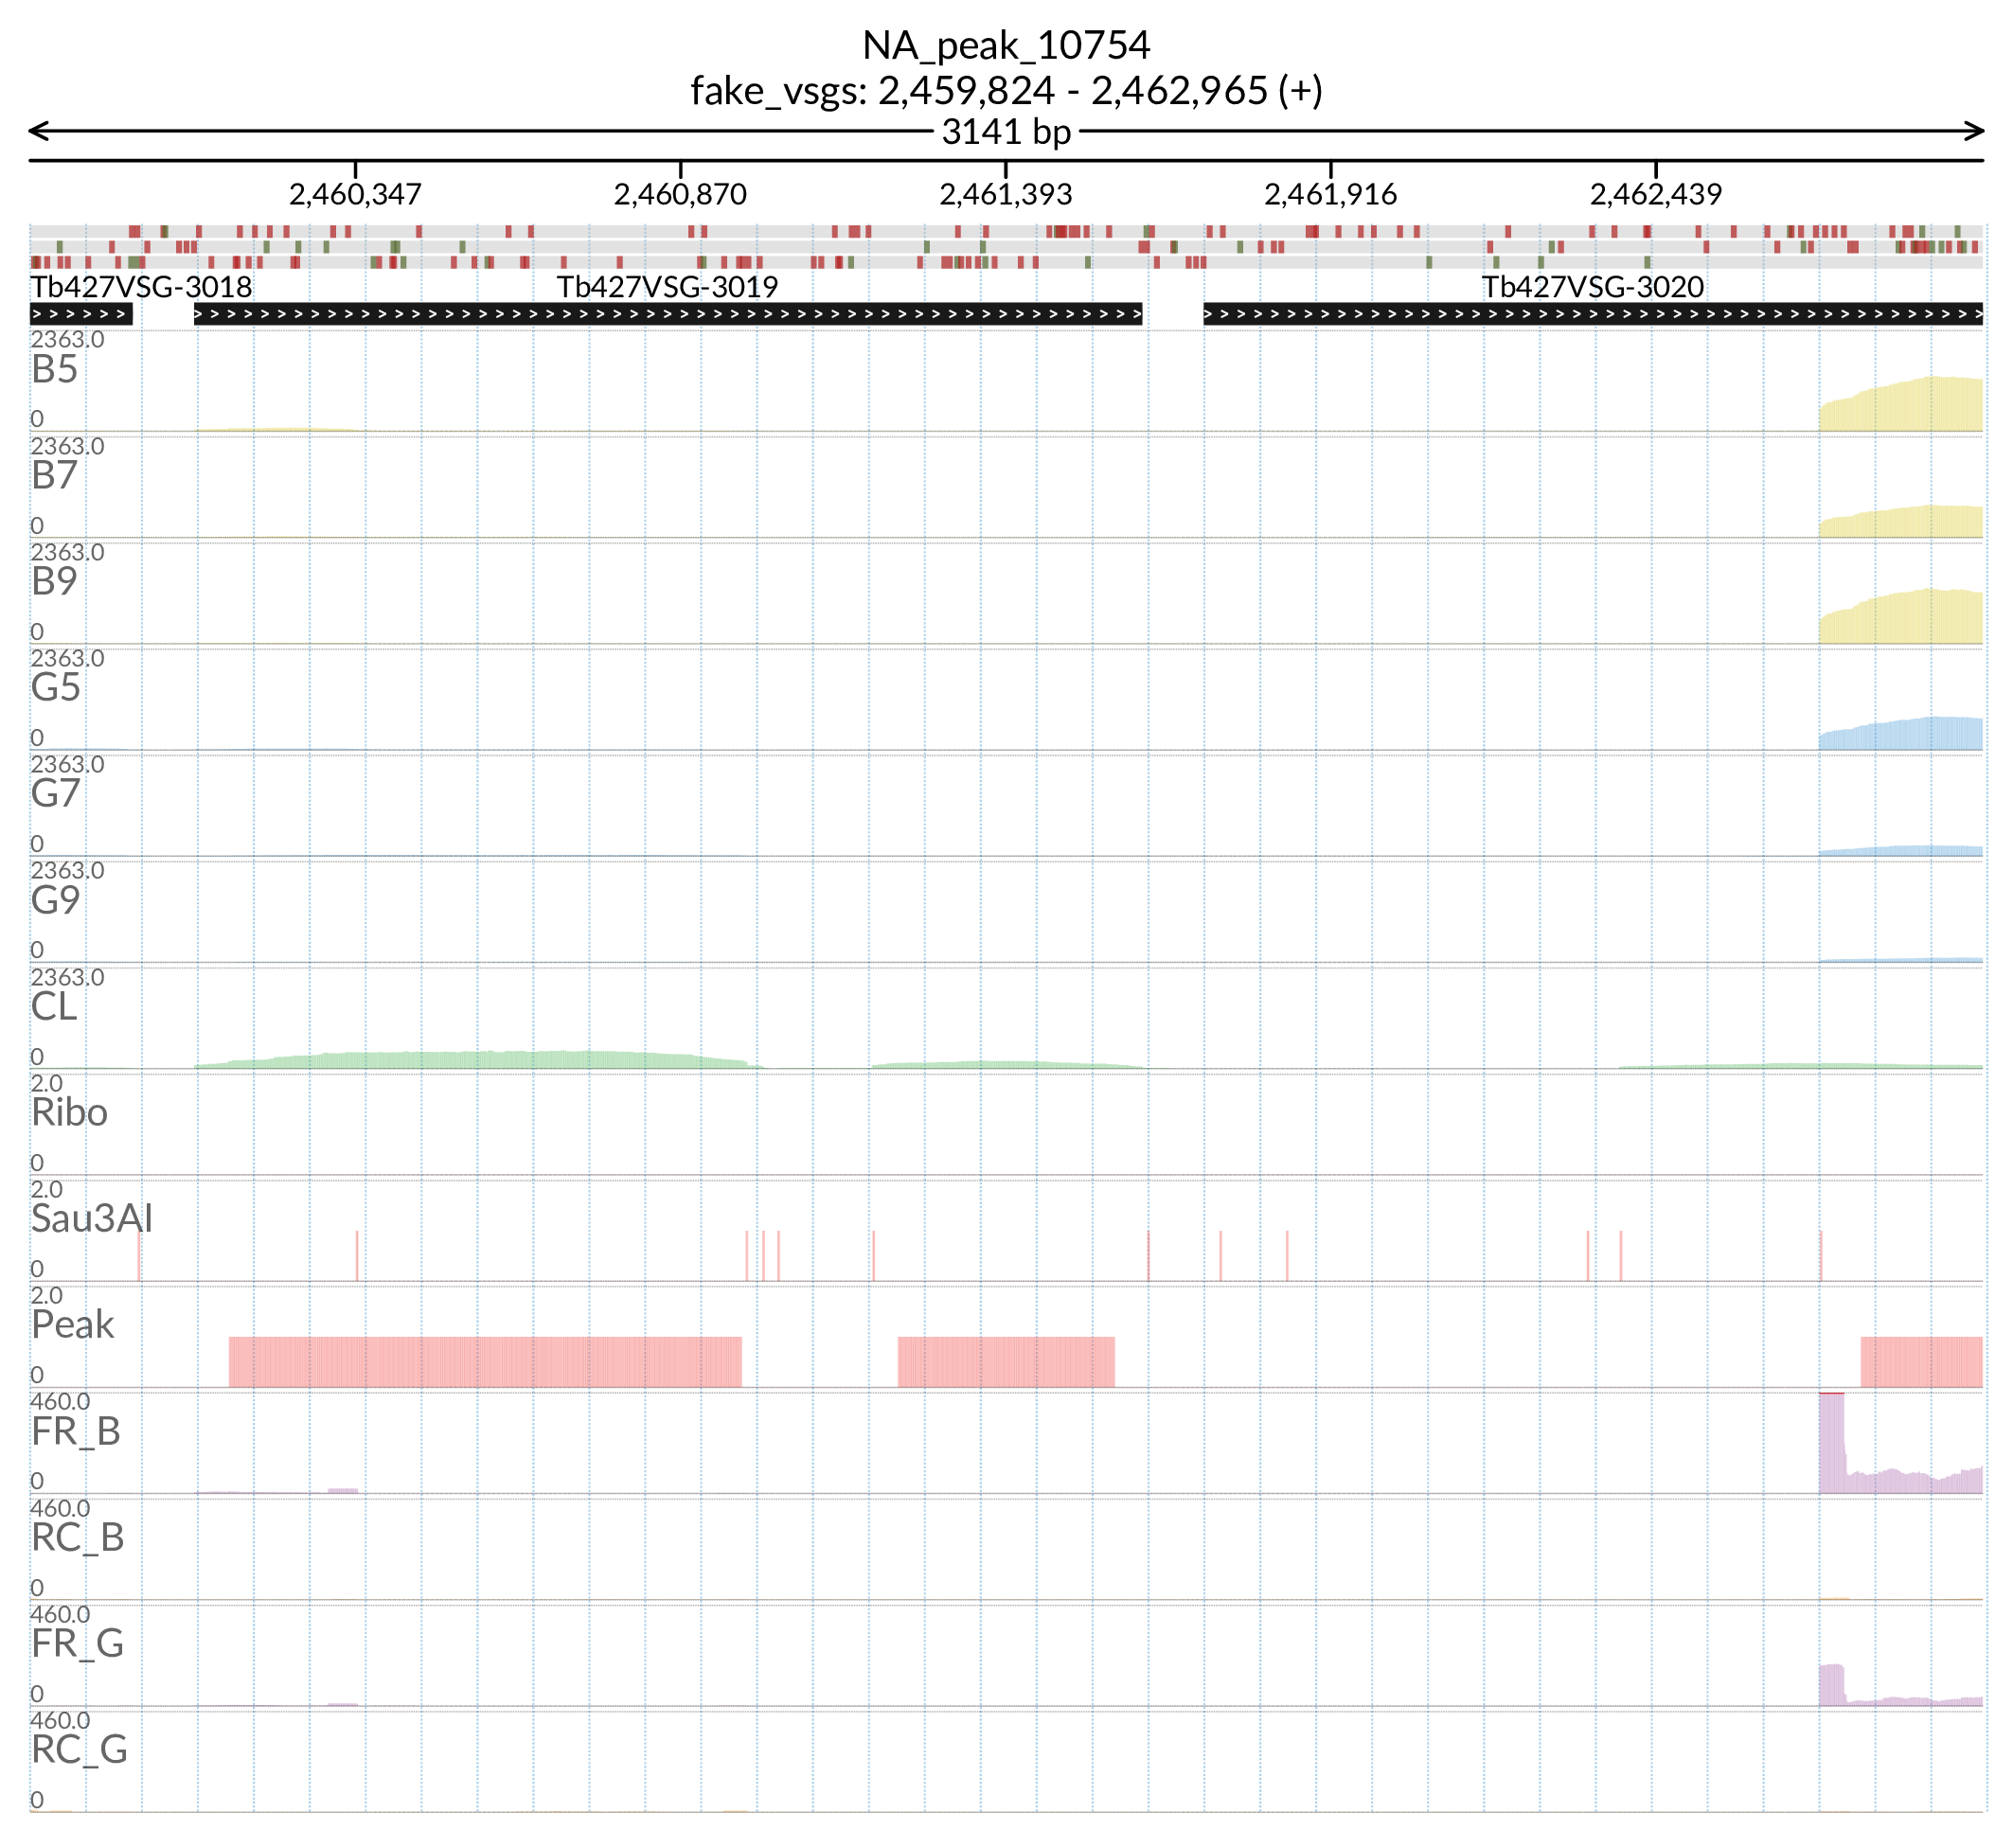 NA_peak_10754
fake_vsgs: 2,459,824 - 2,462,965 (+)
3141 bp
2,460,347 2,460,870 2,461,393 2,461,916 2,462,439
Tb427VSG-3018 Tb427VSG-3019 Tb427VSG-3020
2363.0
B5
0
2363.0
B7
0
2363.0
B9
0
2363.0
G5
0
2363.0
G7
0
2363.0
G9
0
2363.0
CL
0
2.0
Ribo
0
2.0
Sau3AI
0
2.0
Peak
0
460.0
FR_B
0
460.0
RC_B
0
460.0
FR_G
0
460.0
RC_G
0